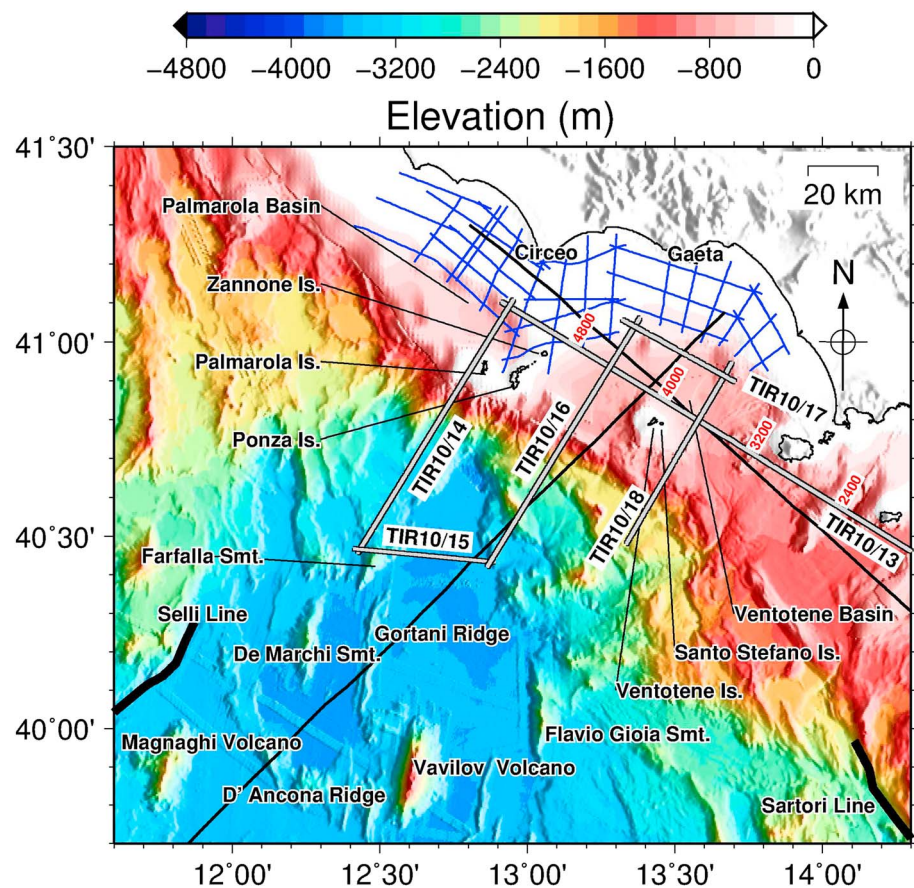 −4800 −4000 −3200 −2400 −1600 −800 0
Elevation (m)
41°30'
20 km
Palmarola Basin
Circeo
Gaeta
Zannone Is.
N
41°00'
4800
Palmarola Is.
4000
TIR10/17
Ponza Is.
TIR10/16
TIR10/14
3200
2400
40°30'
TIR10/15
TIR10/18
TIR10/13
Farfalla Smt.
Selli Line
Ventotene Basin
Gortani Ridge
De Marchi Smt.
Santo Stefano Is.
Ventotene Is.
40°00'
Magnaghi Volcano
Flavio Gioia Smt.
Vavilov Volcano
D' Ancona Ridge
Sartori Line
12°00' 12°30' 13°00' 13°30' 14°00'